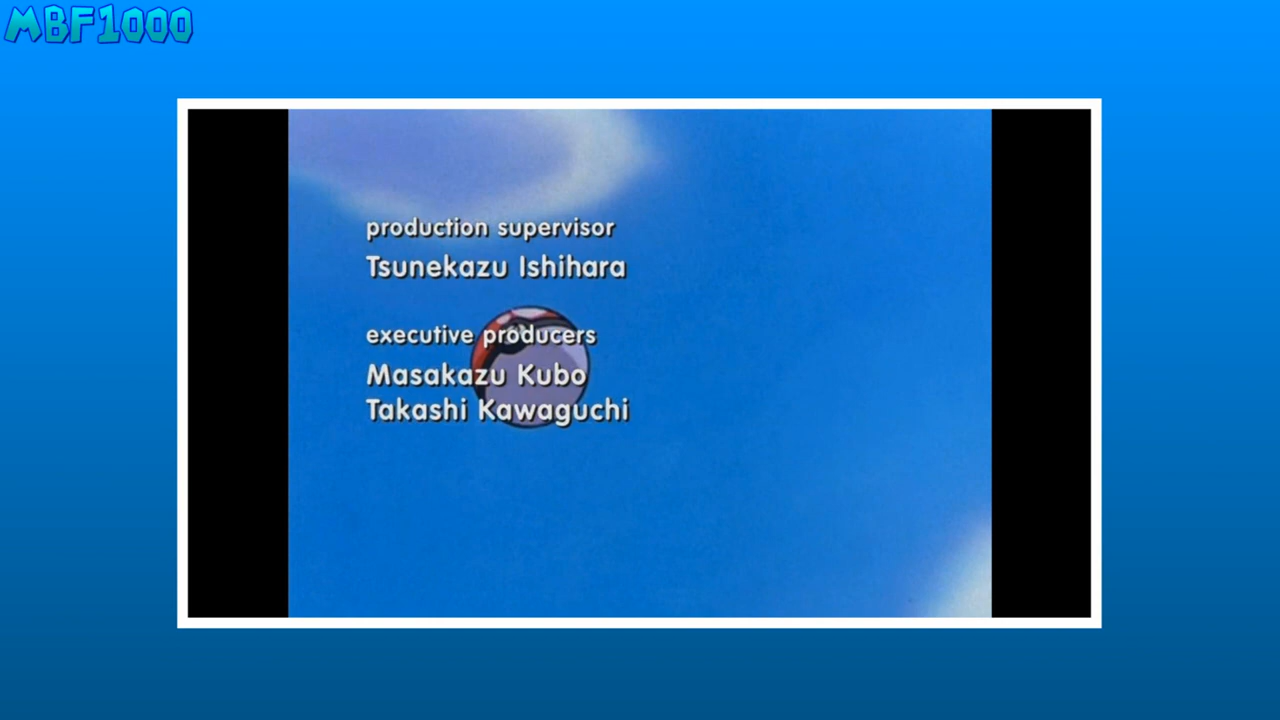 MBF1000
production supervisor
Tsunekazu Ishihara
executive producers
Masakazu Kubo
Takashi Kawaguchi